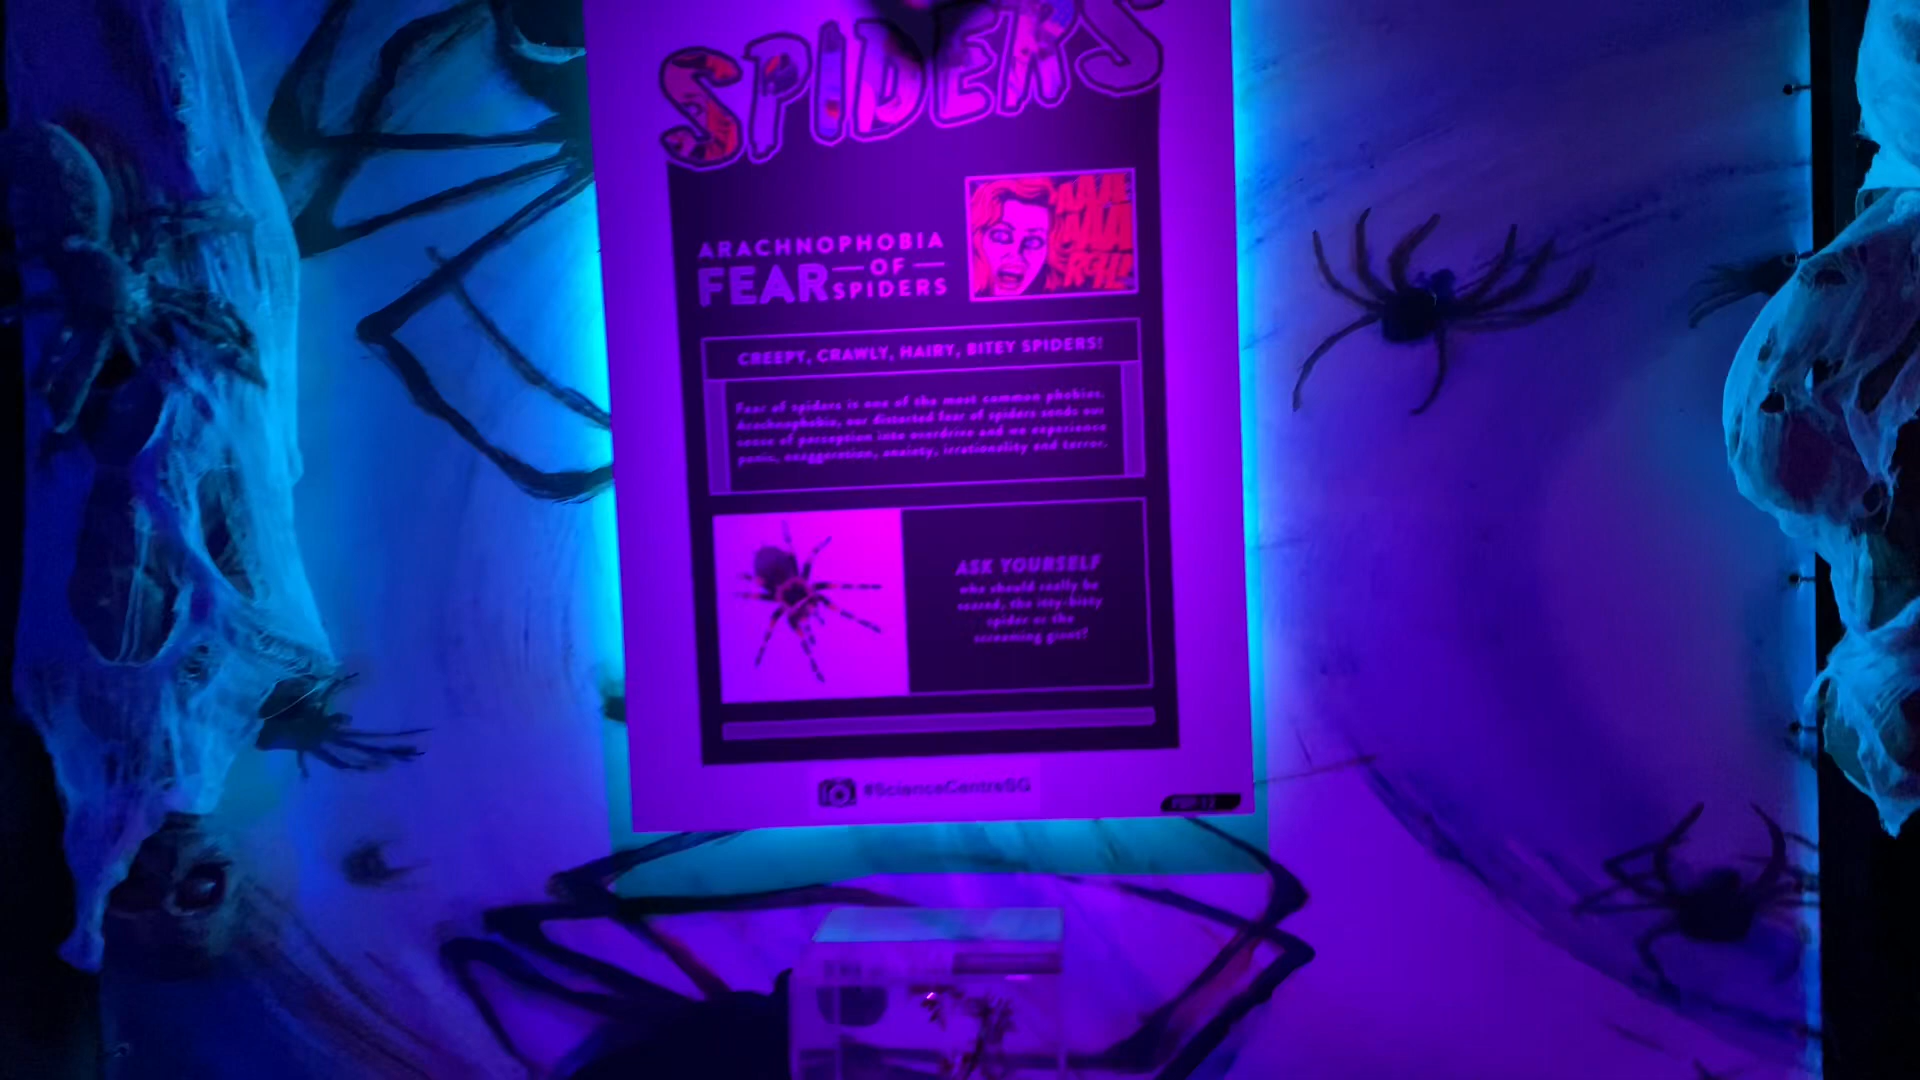 SPIDERS
ARACHNOPHOBIA
FEAR OF
SPIDERS
AAAE
AAA
RGH!
CREEPY, CRAWLY, HAIRY, BITEY SPIDERS!
Fear of spiders is one of the most common phobias.
Arachnophobia, our distorted fear of spiders sends our
sense of perception into overdrive and we experience
panic, exaggeration, anxiety, irrationality and terror.
ASK YOURSELF
who should really be
scared, the itsy-bitsy
spider or the
screaming giant?
#ScienceCentreSG